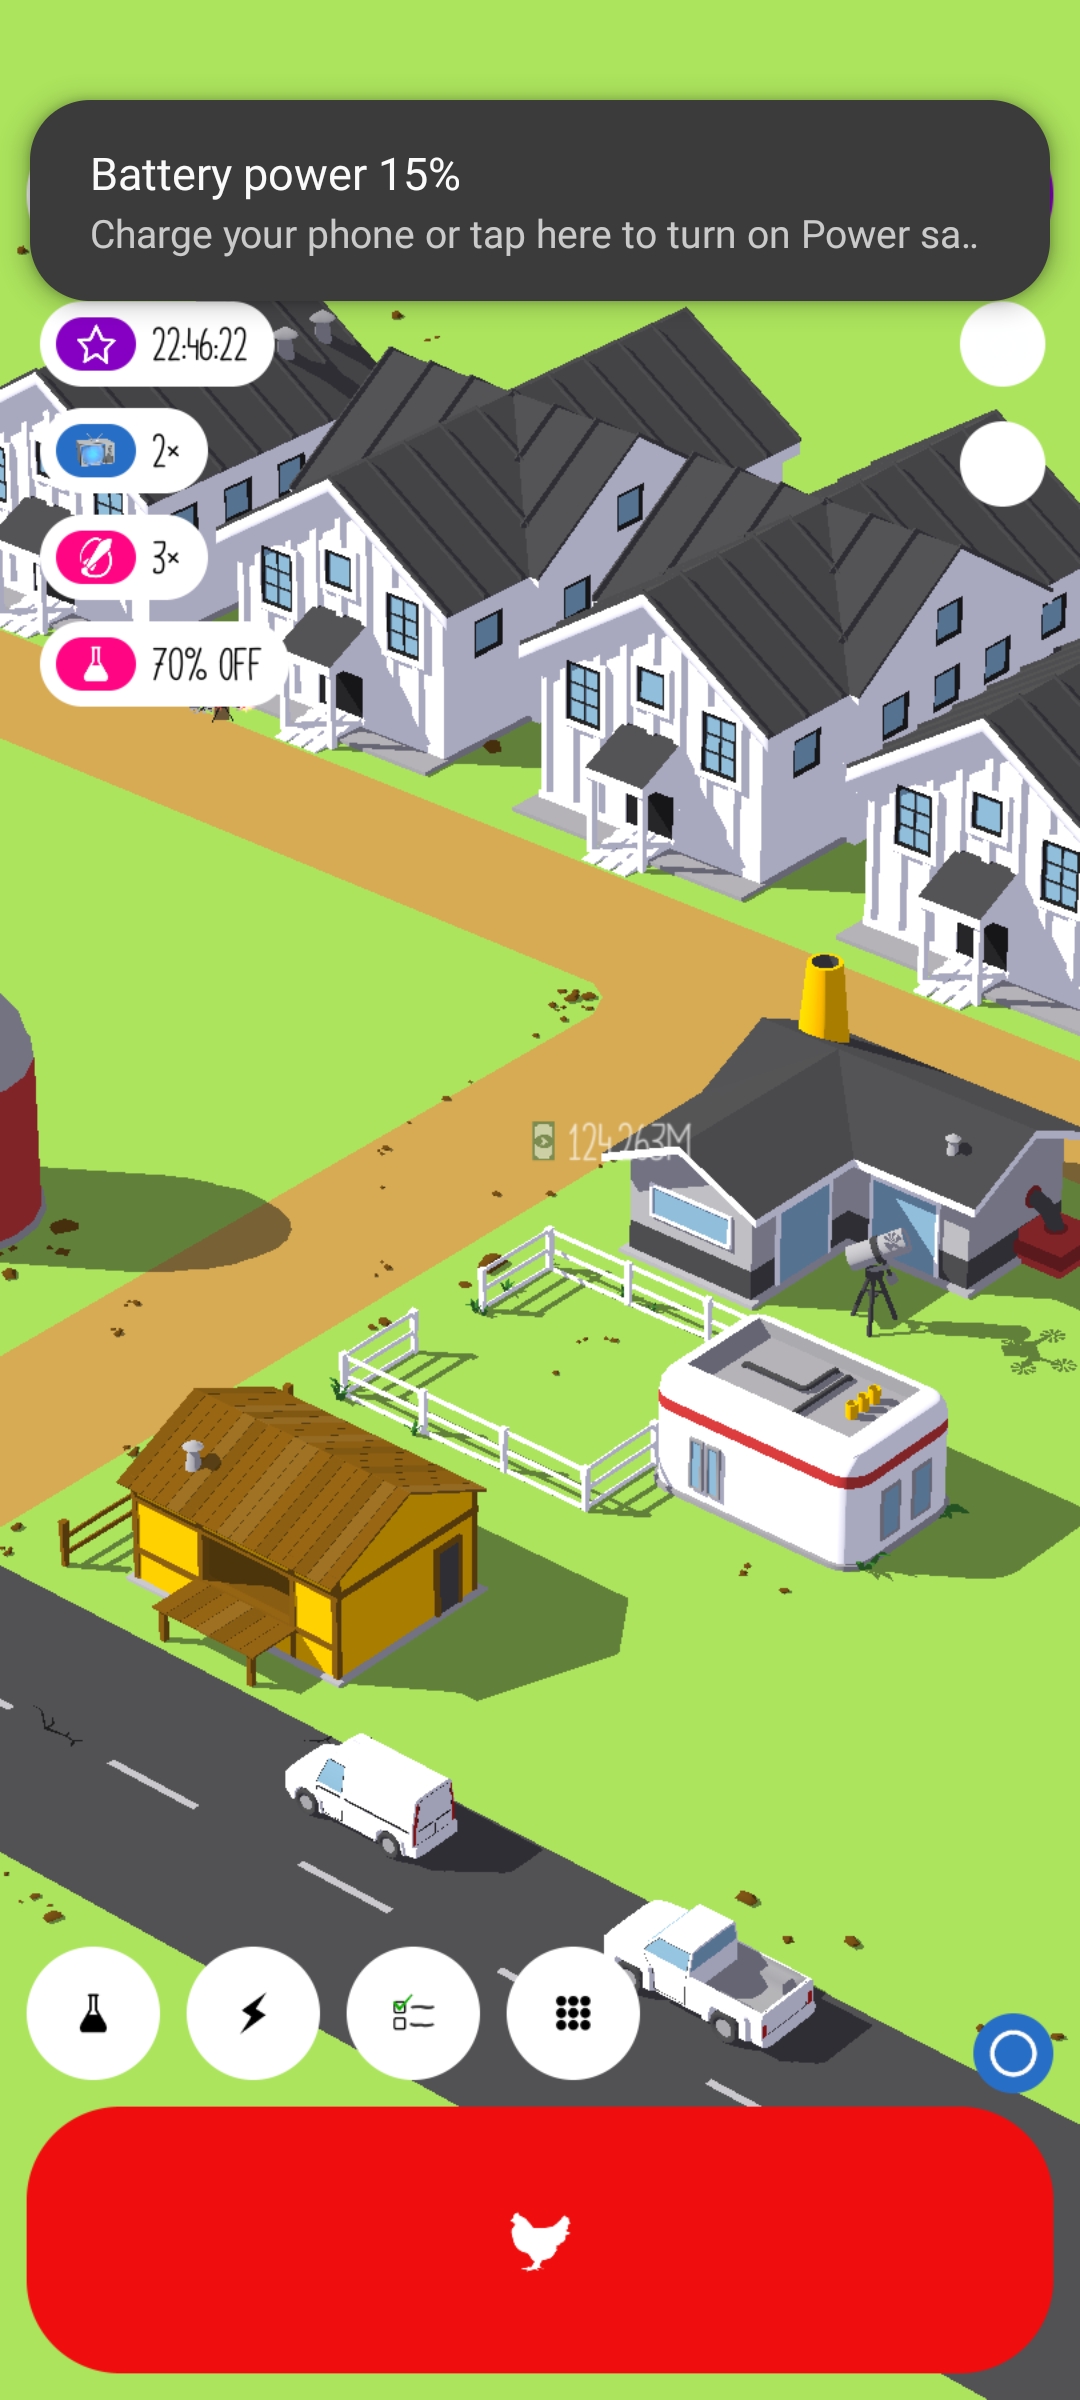 Battery power 15%
Charge your phone or tap here to turn on Power sa..
22:46:22
2×
3×
70% OFF
124.263M